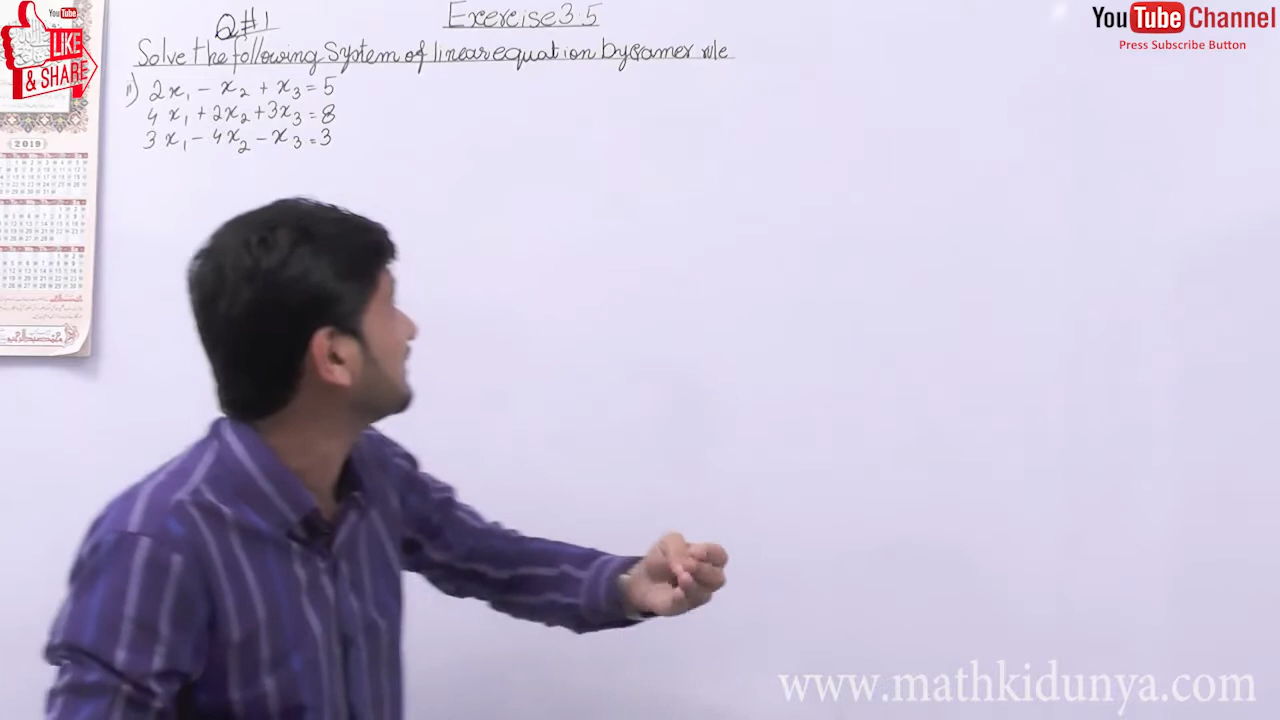 Exercise 3.5
Q#1
Solve the following System of linear equation by Cramer rule
ii) 2x₁ - x₂ + x₃ = 5
4x₁ + 2x₂ + 3x₃ = 8
3x₁ - 4x₂ - x₃ = 3
YouTube
LIKE
& SHARE
2019
YouTube Channel
Press Subscribe Button
www.mathkidunya.com